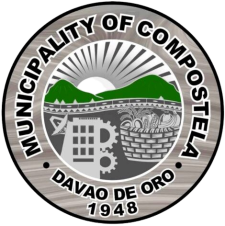 MUNICIPALITY OF COMPOSTELA
DAVAO DE ORO
1948